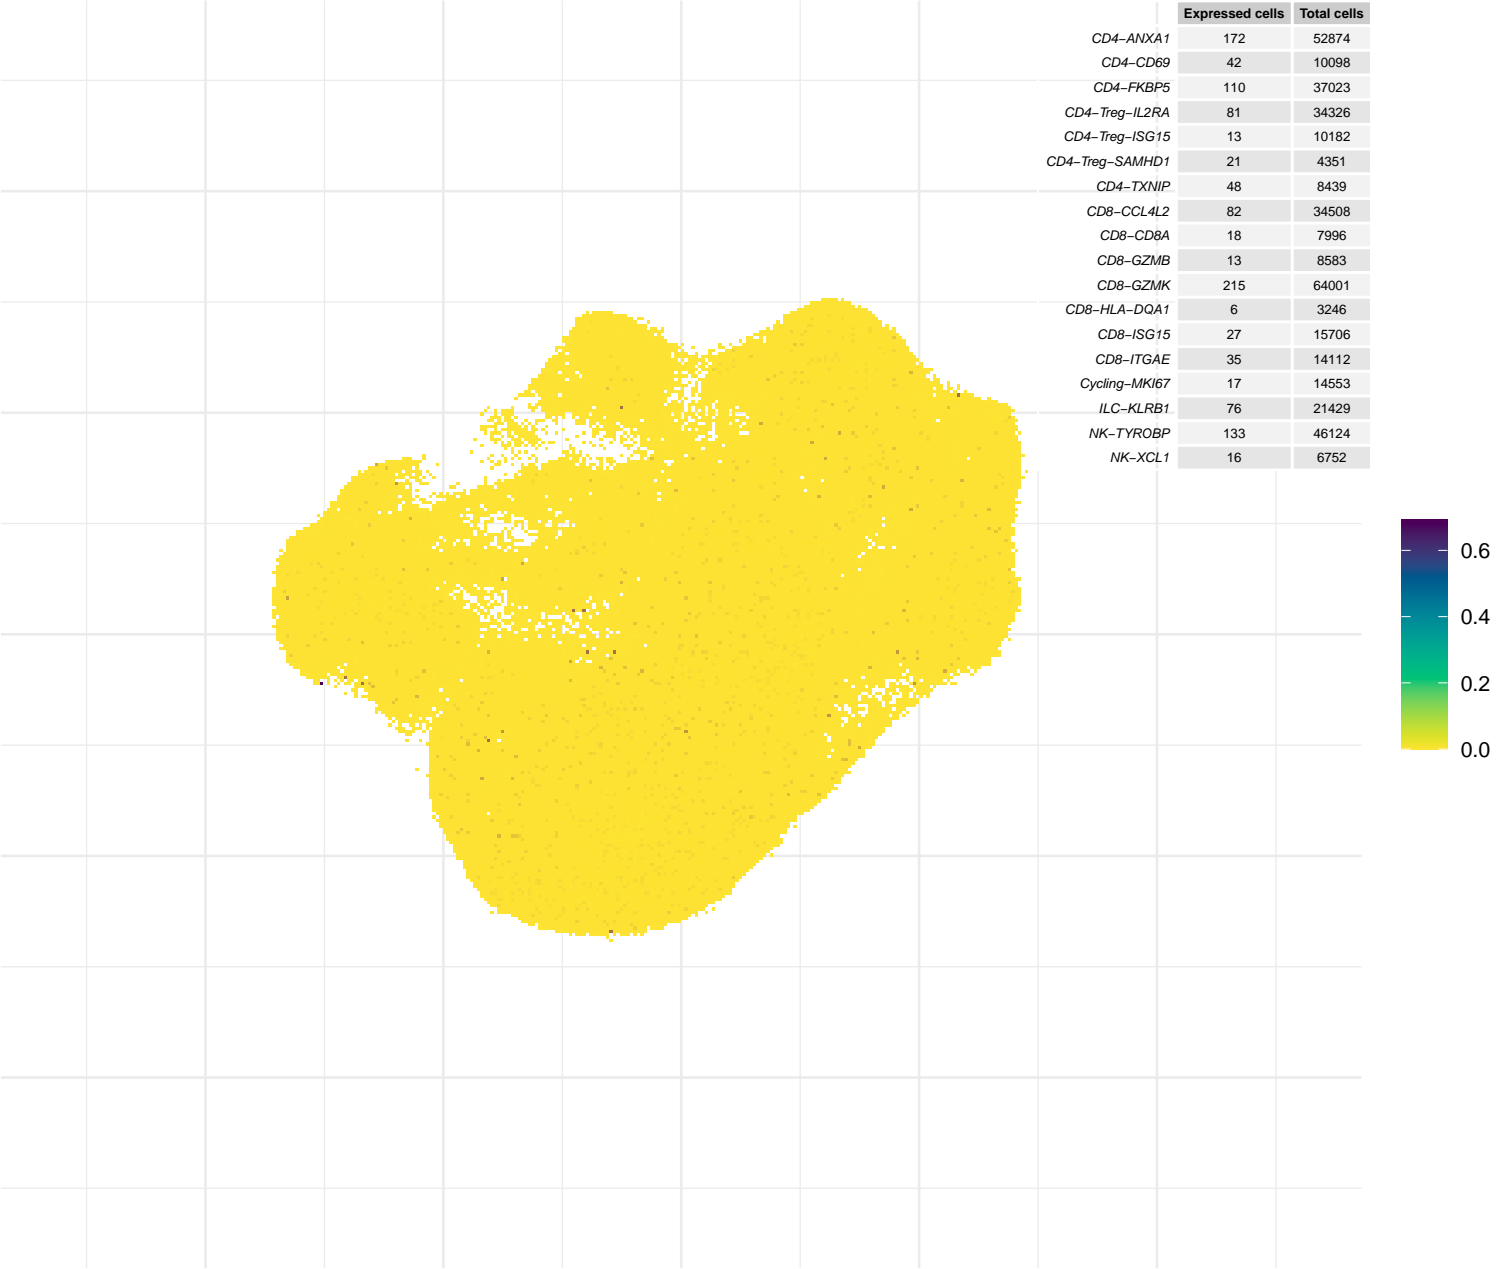 Expressed cells Total cells
CD4−ANXA1 172 52874
CD4−CD69 42 10098
CD4−FKBP5 110 37023
CD4−Treg−IL2RA 81 34326
CD4−Treg−ISG15 13 10182
CD4−Treg−SAMHD1 21 4351
CD4−TXNIP 48 8439
CD8−CCL4L2 82 34508
CD8−CD8A 18 7996
CD8−GZMB 13 8583
CD8−GZMK 215 64001
CD8−HLA−DQA1 6 3246
CD8−ISG15 27 15706
CD8−ITGAE 35 14112
Cycling−MKI67 17 14553
ILC−KLRB1 76 21429
NK−TYROBP 133 46124
NK−XCL1 16 6752
0.6
0.4
0.2
0.0